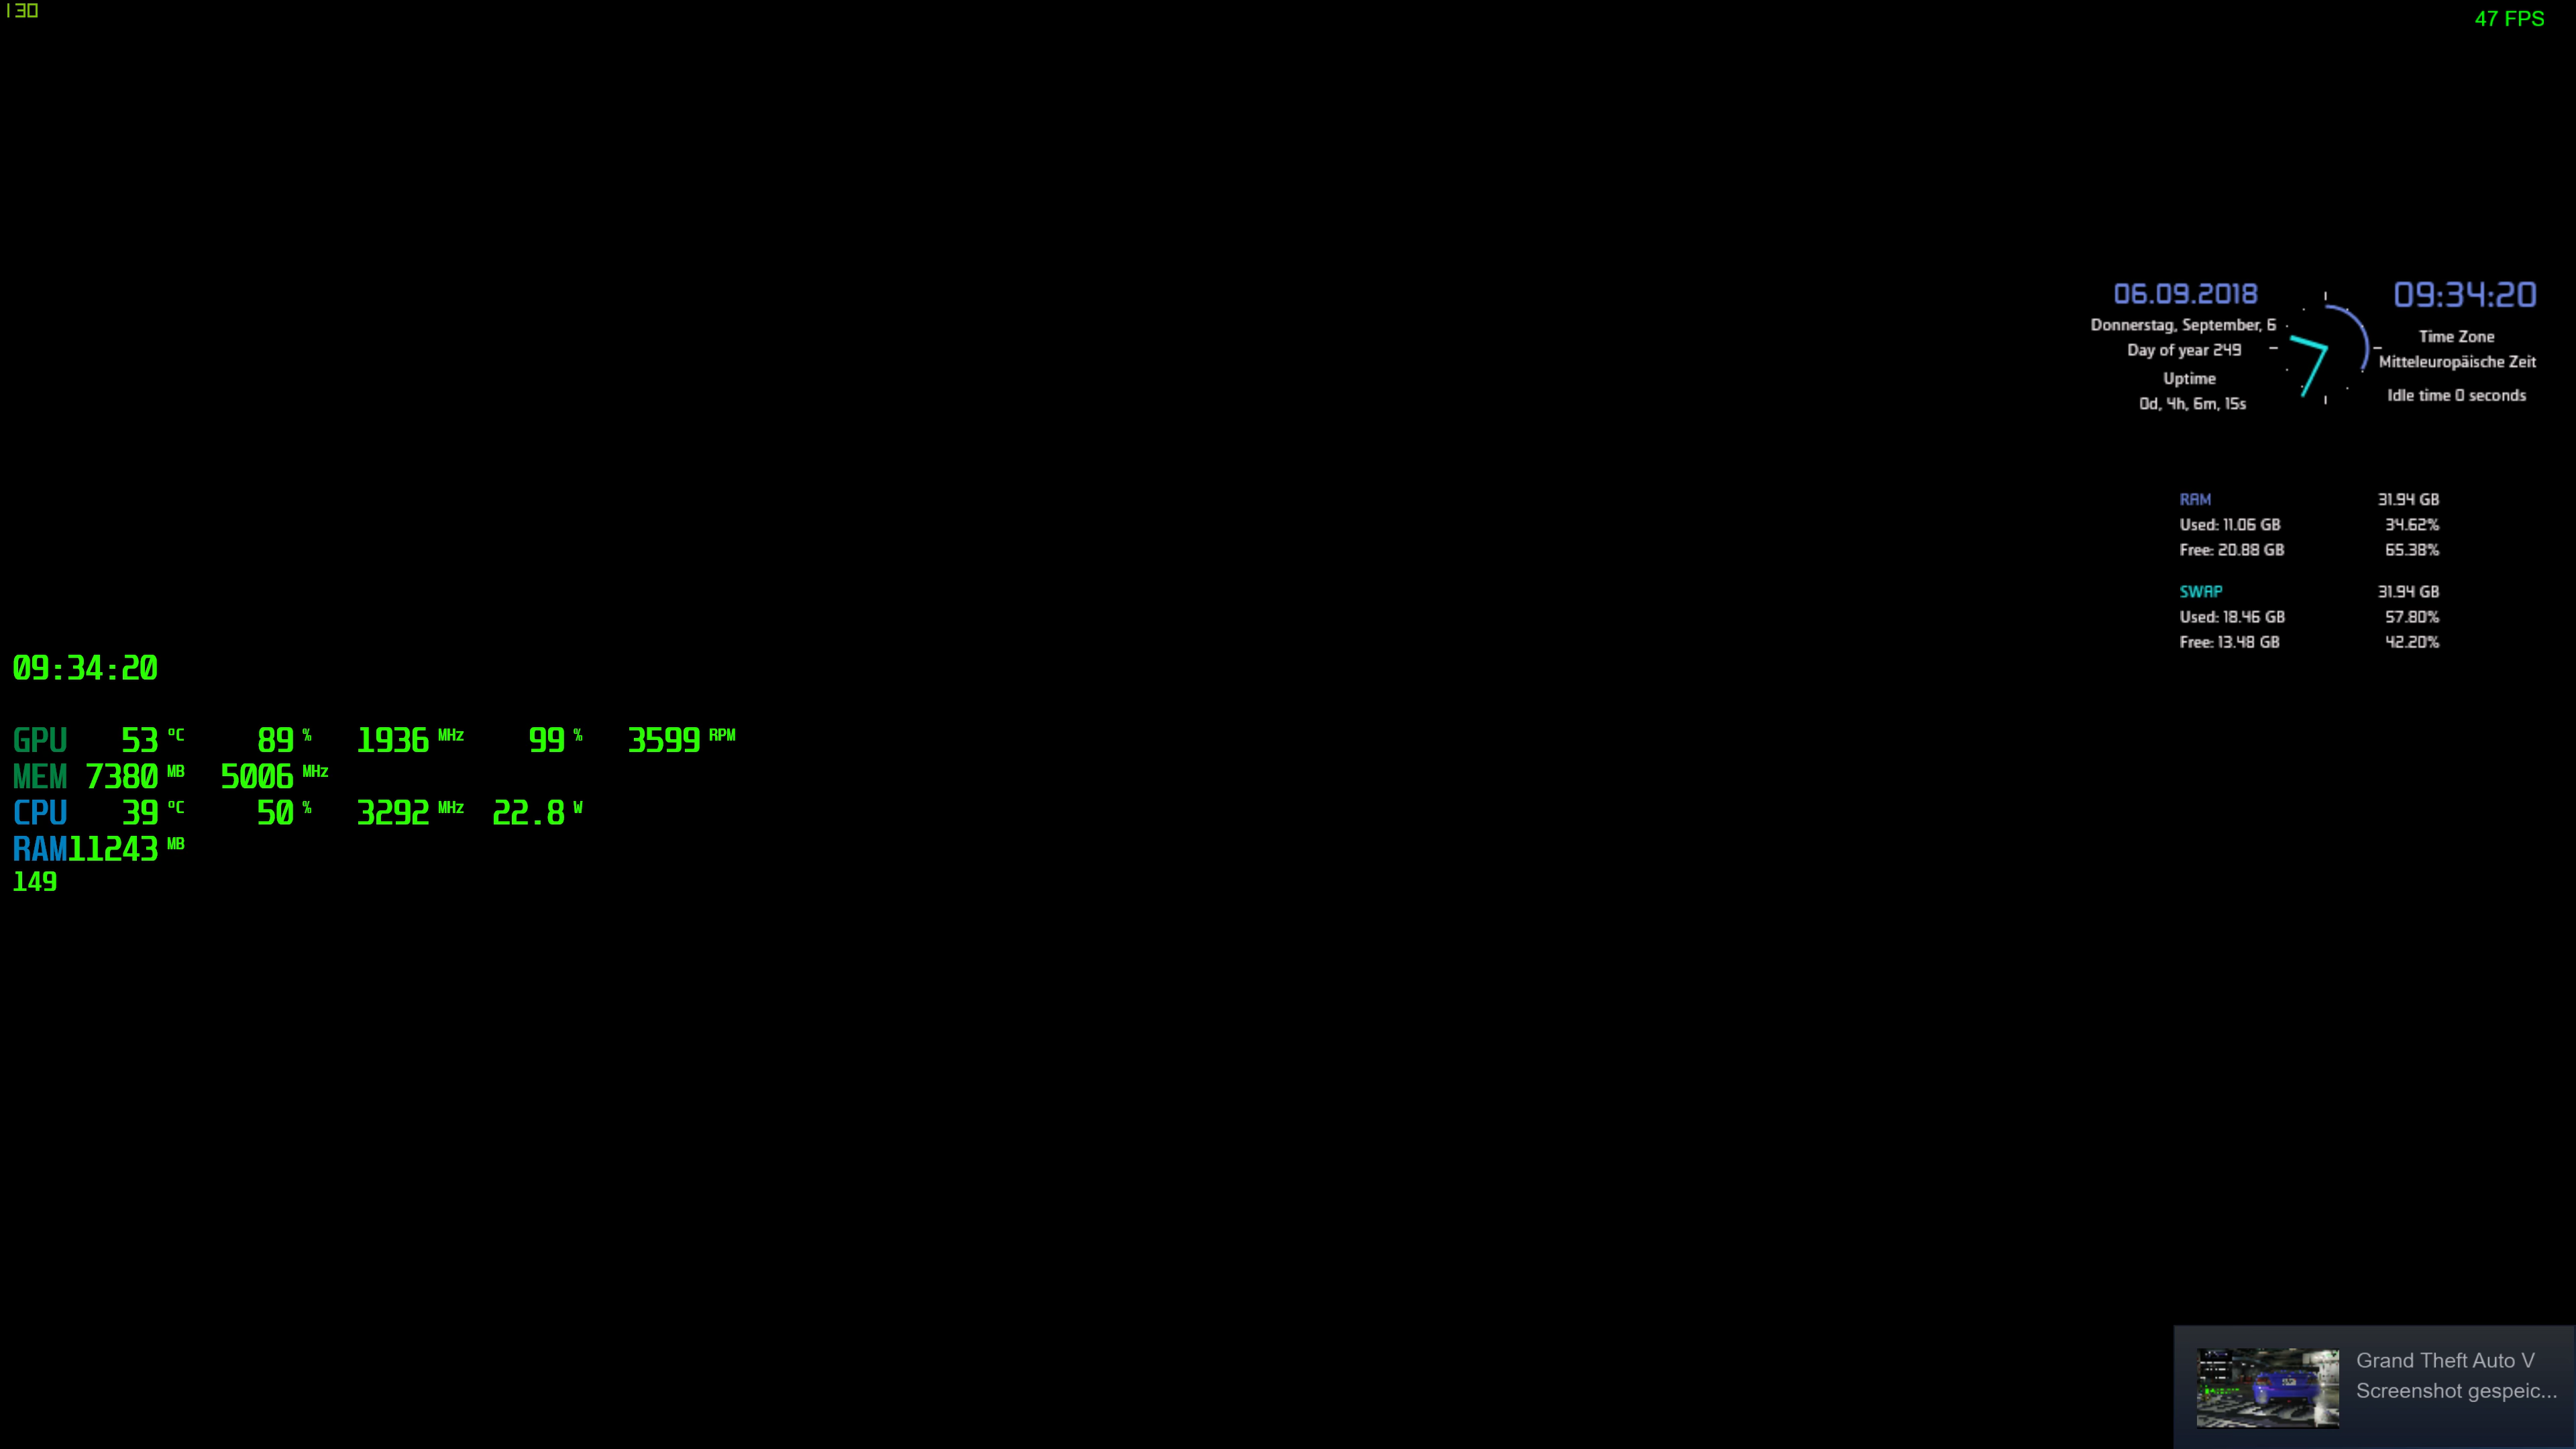 130
47 FPS
06.09.2018
Donnerstag, September, 6
Day of year 249
Uptime
0d, 4h, 6m, 15s
09:34:20
Time Zone
Mitteleuropäische Zeit
Idle time 0 seconds
RAM 31.94 GB
Used: 11.06 GB 34.62%
Free: 20.88 GB 65.38%
SWAP 31.94 GB
Used: 18.46 GB 57.80%
Free: 13.48 GB 42.20%
09:34:20
GPU 53 °C 89 % 1936 MHz 99 % 3599 RPM
MEM 7380 MB 5006 MHz
CPU 39 °C 50 % 3292 MHz 22.8 W
RAM 11243 MB
149
Grand Theft Auto V
Screenshot gespeic...